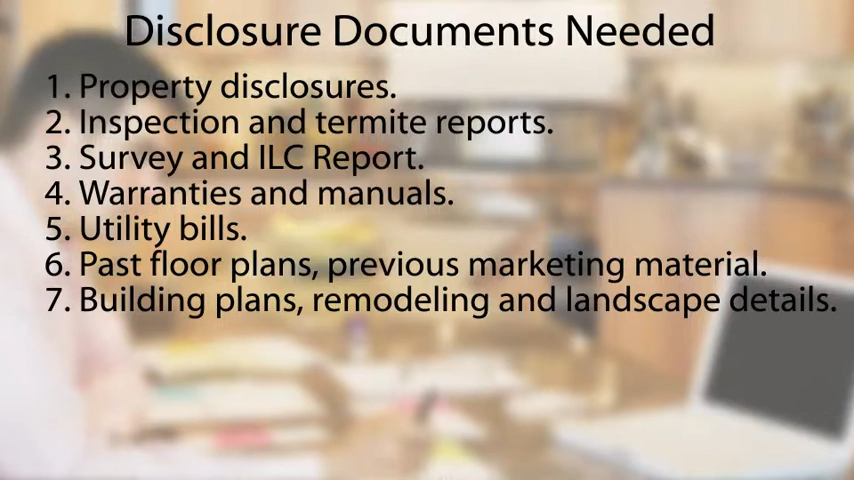 Disclosure Documents Needed
1. Property disclosures.
2. Inspection and termite reports.
3. Survey and ILC Report.
4. Warranties and manuals.
5. Utility bills.
6. Past floor plans, previous marketing material.
7. Building plans, remodeling and landscape details.